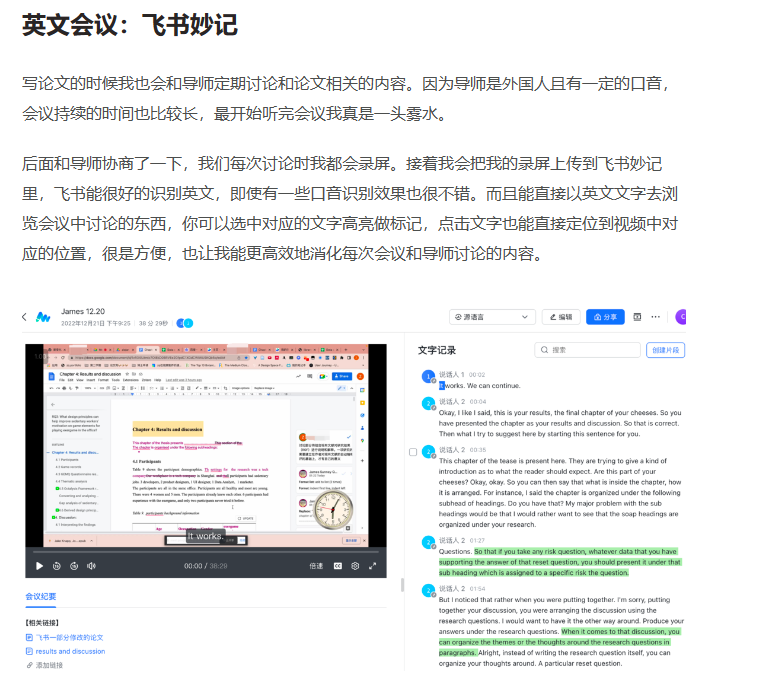 英文会议：飞书妙记
写论文的时候我也会和导师定期讨论和论文相关的内容。因为导师是外国人且有一定的口音，
会议持续的时间也比较长，最开始听完会议我真是一头雾水。
后面和导师协商了一下，我们每次讨论时我都会录屏。接着我会把我的录屏上传到飞书妙记
里，飞书能很好的识别英文，即使有一些口音识别效果也很不错。而且能直接以英文文字去浏
览会议中讨论的东西，你可以选中对应的文字高亮做标记，点击文字也能直接定位到视频中对
应的位置，很是方便，也让我能更高效地消化每次会议和导师讨论的内容。
James 12.20
2022年12月21日 下午9:25 | 38 分 29秒
源语言
编辑
分享
Chapter 4: Results and discussion
4.1 Participants
It works.
00:00 / 38:29
倍速
会议纪要
【相关链接】
飞书一部分修改的论文
results and discussion
添加链接
文字记录
搜索
创建片段
说话人 1 00:02
It works. We can continue.
说话人 2 00:04
Okay, I like I said, this is your results, the final chapter of your cheeses. So you
have presented the chapter as your results and discussion. So that is correct.
Then what I try to suggest here by starting this sentence for you.
说话人 2 00:35
This chapter of the tease is present here. They are trying to give a kind of
introduction as to what the reader should expect. Are this part of your
cheeses? Okay, okay. So you can then say that what is inside the chapter, how
it is arranged. For instance, I said the chapter is organized under the following
subhead of headings. Do you have that? My major problem with the sub
headings would be that I would rather want to see that the soap headings are
organized under your research.
说话人 2 01:27
Questions. So that if you take any risk question, whatever data that you have
supporting the answer of that reset question, you should present it under that
sub heading which is assigned to a specific risk the question.
说话人 2 01:54
But I noticed that rather when you were putting together. I'm sorry, putting
together your discussion, you were arranging the discussion using the
research questions. I would want to have it the other way around. Produce your
answers under the research questions. When it comes to that discussion, you
can organize the themes or the thoughts around the research questions in
paragraphs. Alright, instead of writing the research question itself, you can
organize your thoughts around. A particular reset question.